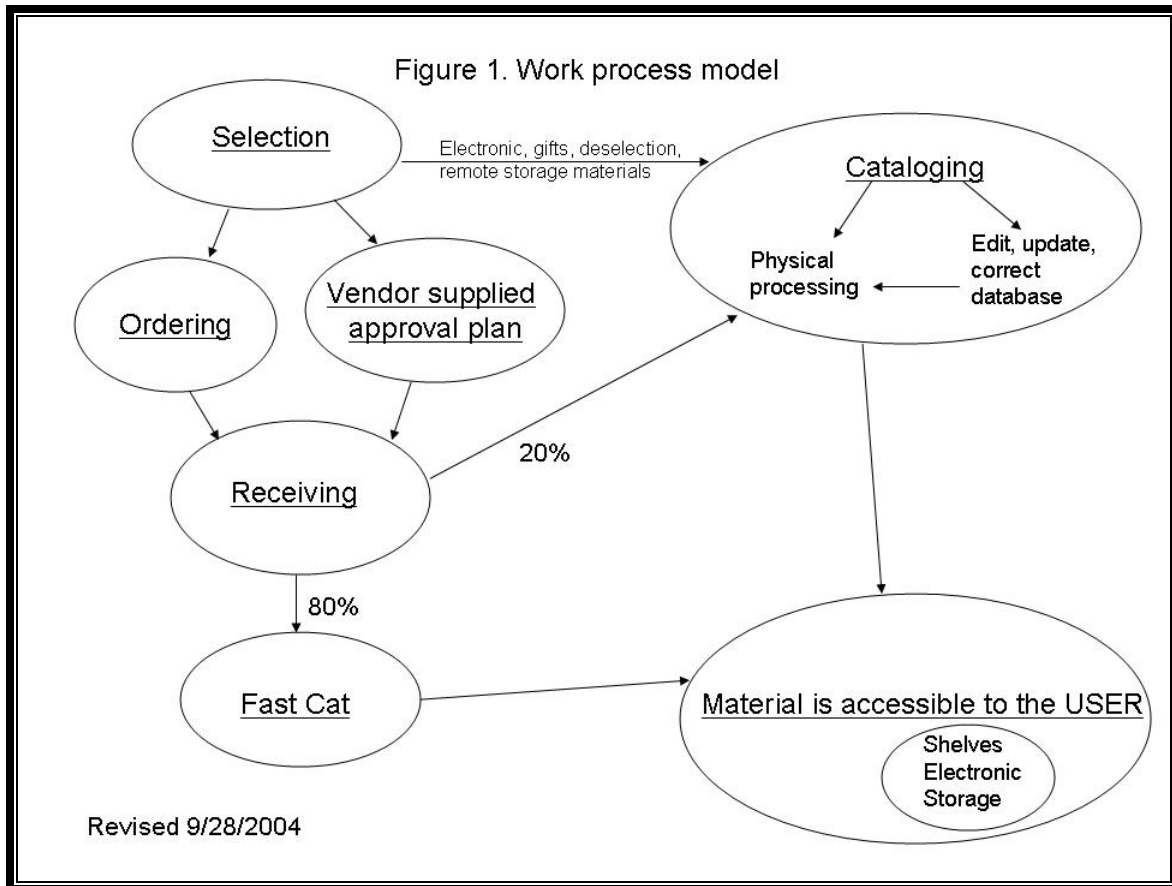 Figure 1. Work process model
Selection
Electronic, gifts, deselection,
remote storage materials
Cataloging
Physical
processing
Edit, update,
correct
database
Ordering
Vendor supplied
approval plan
Receiving
20%
80%
Fast Cat
Material is accessible to the USER
Shelves
Electronic
Storage
Revised 9/28/2004